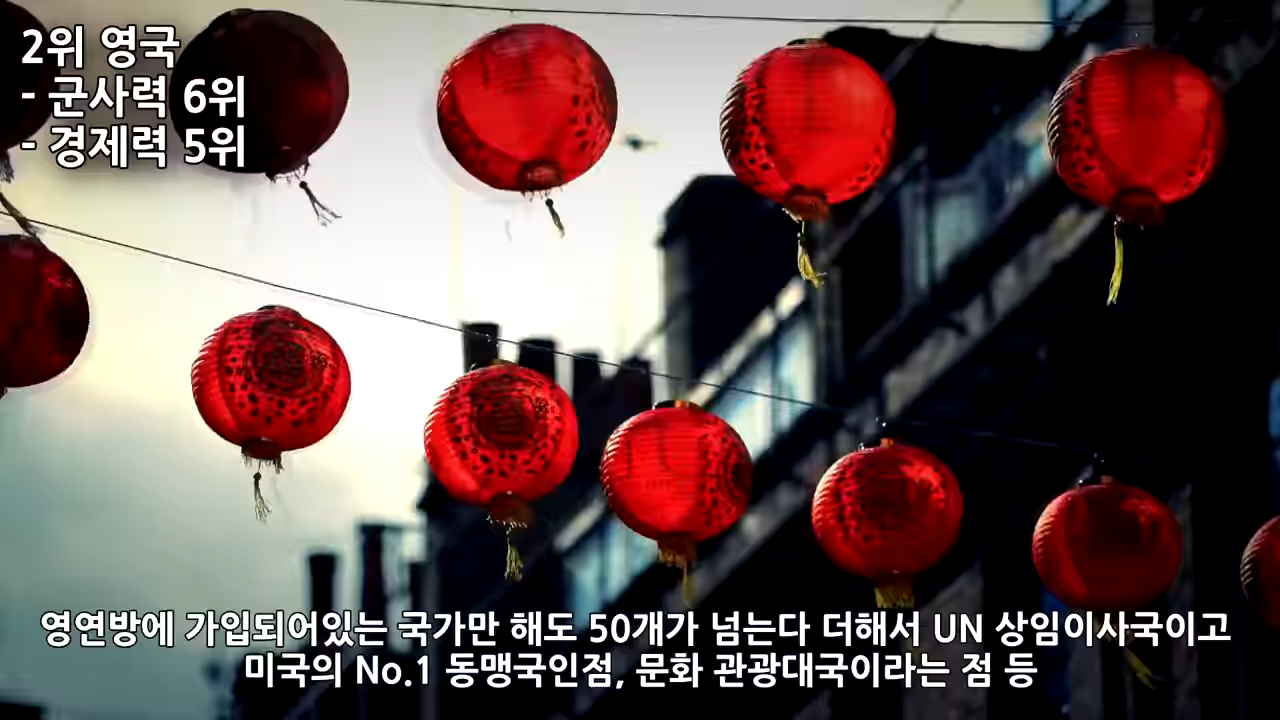 2위 영국
- 군사력 6위
- 경제력 5위
영연방에 가입되어있는 국가만 해도 50개가 넘는다 더해서 UN 상임이사국이고
미국의 No.1 동맹국인점, 문화 관광대국이라는 점 등